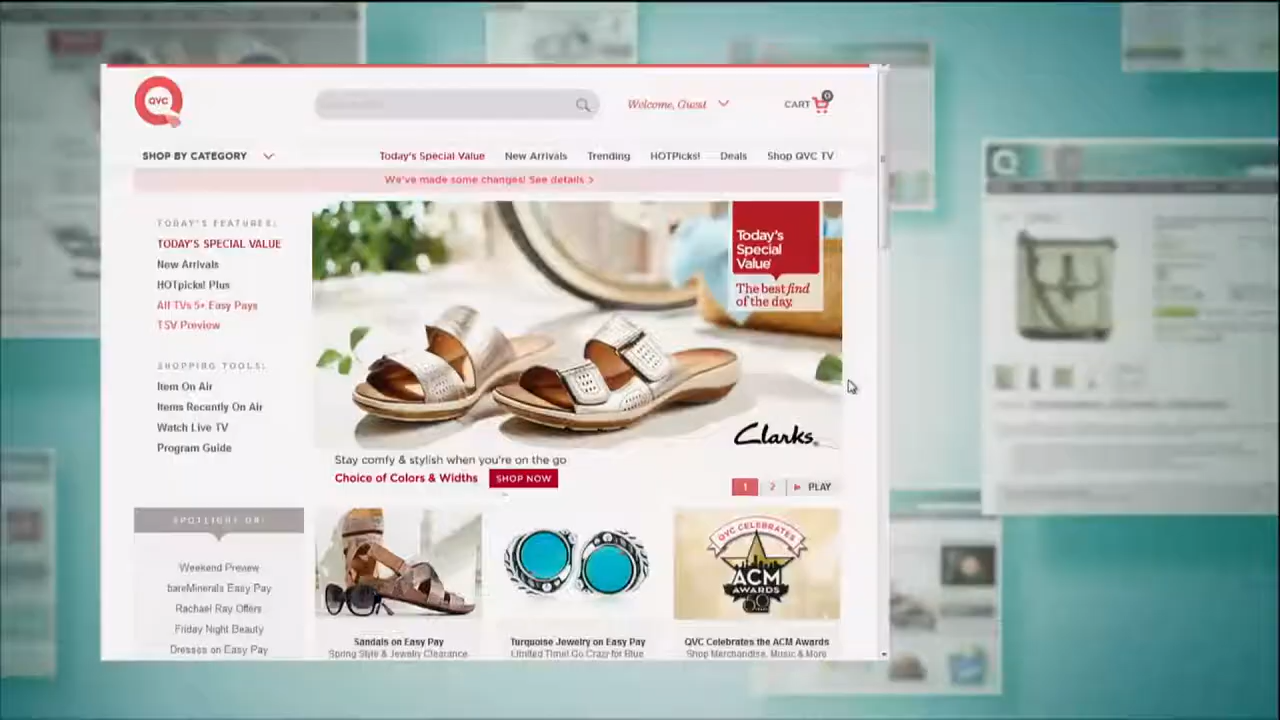 QVC
Welcome, Guest
CART 0
SHOP BY CATEGORY
Today's Special Value New Arrivals Trending HOTPicks! Deals Shop QVC TV
We've made some changes! See details >
TODAY'S FEATURES:
TODAY'S SPECIAL VALUE
New Arrivals
HOTpicks! Plus
All TVs 5+ Easy Pays
TSV Preview
SHOPPING TOOLS:
Item On Air
Items Recently On Air
Watch Live TV
Program Guide
Today's
Special
Value
The best find
of the day.
Clarks
Stay comfy & stylish when you're on the go
Choice of Colors & Widths SHOP NOW
1 2 PLAY
SPOTLIGHT ON:
Weekend Preview
bareMinerals Easy Pay
Rachael Ray Offers
Friday Night Beauty
Dresses on Easy Pay
QVC CELEBRATES
ACM
AWARDS
50
Sandals on Easy Pay
Spring Style & Jewelry Clearance
Turquoise Jewelry on Easy Pay
Limited Time! Go Crazy for Blue
QVC Celebrates the ACM Awards
Shop Merchandise, Music & More